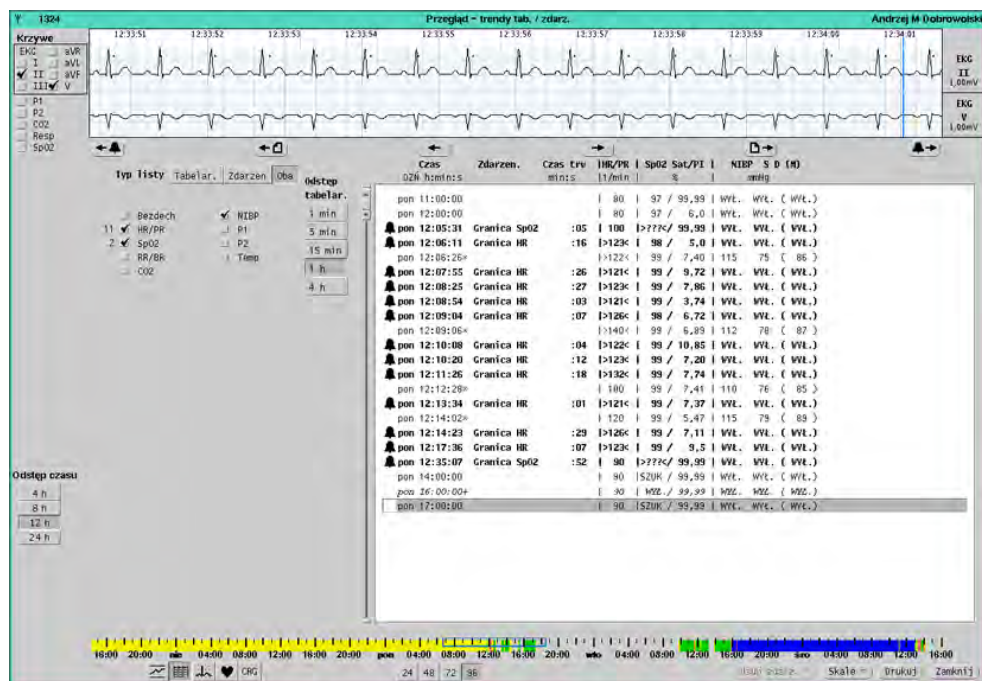 1324 Przegląd - trendy tab. / zdarz. Andrzej M Dobrowolski
Krzywe
12:33:51 12:33:52 12:33:53 12:33:54 12:33:55 12:33:56 12:33:57 12:33:58 12:33:59 12:34:00 12:34:01
EKG aVR
I aVL
II aVF
III V
P1
P2
CO2
Resp
SpO2
EKG
II
1,00mV
EKG
V
1,00mV
Typ listy Tabelar. Zdarzen Oba
Odstęp
tabelar.
Bezdech NIBP
11 HR/PR P1
2 SpO2 P2
RR/BR Temp
CO2
1 min
5 min
15 min
1 h
4 h
Czas Zdarzen. Czas trw |HR/PR | SpO2 Sat/PI | NIBP S D (M)
DZN h:min:s min:s |1/min | % mmHg
pon 11:00:00 | 80 | 97 / 99,99 | WYŁ. WYŁ. ( WYŁ.)
pon 12:00:00 | 80 | 97 / 6,0 | WYŁ. WYŁ. ( WYŁ.)
pon 12:05:31 Granica SpO2 :05 | 100 |>???</ 99,99 | WYŁ. WYŁ. ( WYŁ.)
pon 12:06:11 Granica HR :16 |>123< | 98 / 5,0 | WYŁ. WYŁ. ( WYŁ.)
pon 12:06:26* |>122< | 99 / 7,40 | 115 75 ( 86 )
pon 12:07:55 Granica HR :26 |>121< | 99 / 9,72 | WYŁ. WYŁ. ( WYŁ.)
pon 12:08:25 Granica HR :27 |>123< | 99 / 7,86 | WYŁ. WYŁ. ( WYŁ.)
pon 12:08:54 Granica HR :03 |>121< | 99 / 3,74 | WYŁ. WYŁ. ( WYŁ.)
pon 12:09:04 Granica HR :07 |>126< | 98 / 6,72 | WYŁ. WYŁ. ( WYŁ.)
pon 12:09:06* |>140< | 99 / 6,89 | 112 78 ( 87 )
pon 12:10:08 Granica HR :04 |>122< | 99 / 10,85 | WYŁ. WYŁ. ( WYŁ.)
pon 12:10:20 Granica HR :12 |>123< | 99 / 7,20 | WYŁ. WYŁ. ( WYŁ.)
pon 12:11:26 Granica HR :18 |>132< | 99 / 7,74 | WYŁ. WYŁ. ( WYŁ.)
pon 12:12:28* | 100 | 99 / 7,41 | 110 76 ( 85 )
pon 12:13:34 Granica HR :01 |>121< | 99 / 7,37 | WYŁ. WYŁ. ( WYŁ.)
pon 12:14:02* | 120 | 99 / 5,47 | 115 79 ( 89 )
pon 12:14:23 Granica HR :29 |>126< | 99 / 7,11 | WYŁ. WYŁ. ( WYŁ.)
pon 12:17:36 Granica HR :07 |>123< | 99 / 9,5 | WYŁ. WYŁ. ( WYŁ.)
pon 12:35:07 Granica SpO2 :52 | 90 |>???</ 99,99 | WYŁ. WYŁ. ( WYŁ.)
pon 14:00:00 | 90 |SZUK / 99,99 | WYŁ. WYŁ. ( WYŁ.)
pon 16:00:00+ | 90 | WYŁ./ 99,99 | WYŁ. WYŁ. ( WYŁ.)
pon 17:00:00 | 90 |SZUK / 99,99 | WYŁ. WYŁ. ( WYŁ.)
Odstęp czasu
4 h
8 h
12 h
24 h
16:00 20:00 nie 04:00 08:00 12:00 16:00 20:00 pon 04:00 08:00 12:00 16:00 20:00 wto 04:00 08:00 12:00 16:00 20:00 śro 04:00 08:00 12:00 16:00
CRG 24 48 72 96 Skale Drukuj Zamknij